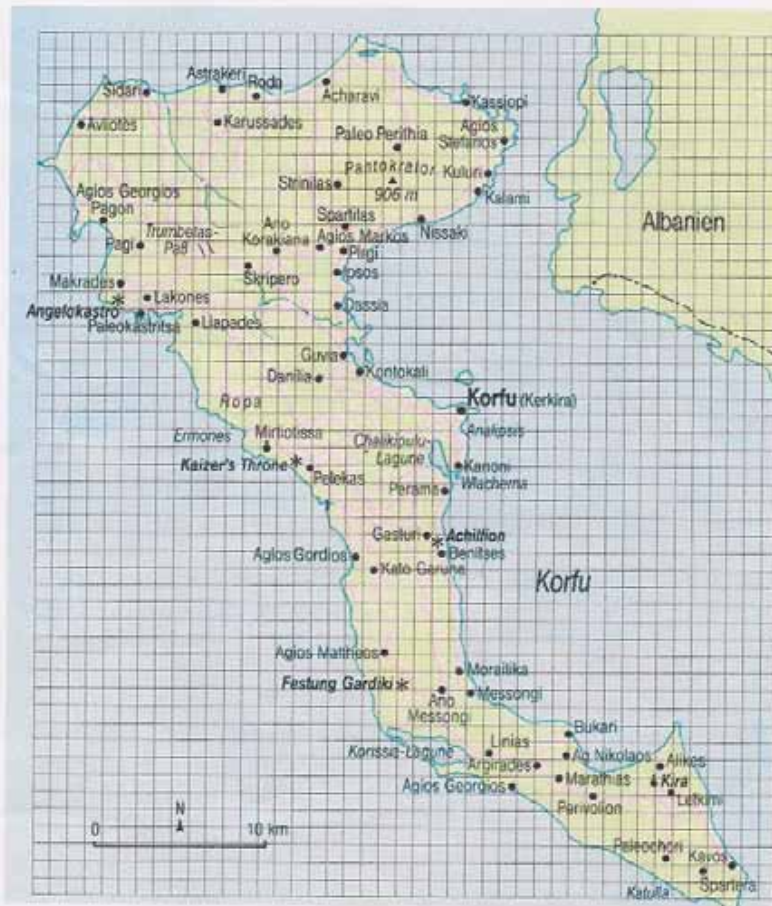 Astrakeri
Sidari
Roda
Acharavi
Kassiopi
Avliotes
Karussades
Agios
Stefanos
Paleo Perithia
Pantokrator
906 m
Kuluri
Kalami
Strinilas
Agios Georgios
Pagon
Albanien
Spartilas
Nissaki
Trumbetas-
Paß
Ano
Korakiana
Agios Markos
Pirgi
Pagi
Skripero
Ipsos
Makrades
Lakones
Angelokastro
Dassia
Paleokastritsa
Liapades
Guvia
Kontokali
Danilia
Ropa
Korfu (Kerkira)
Analipsis
Ermones
Mirtiotissa
Chalikipulu-
Lagune
Kaizer's Throne
Pelekas
Kanoni
Wlacherna
Perama
Gasturi
Achillion
Benitses
Agios Gordios
Kato Garuna
Korfu
Agios Mattheos
Moraitika
Festung Gardiki
Messongi
Ano
Messongi
Bukari
Linias
Korissia-Lagune
Ag Nikolaos
Alikes
Argirades
Marathias
Kira
Agios Georgios
Perivolion
Lefkimi
N
0
10 km
Paleochori
Kavos
Spartera
Katulla